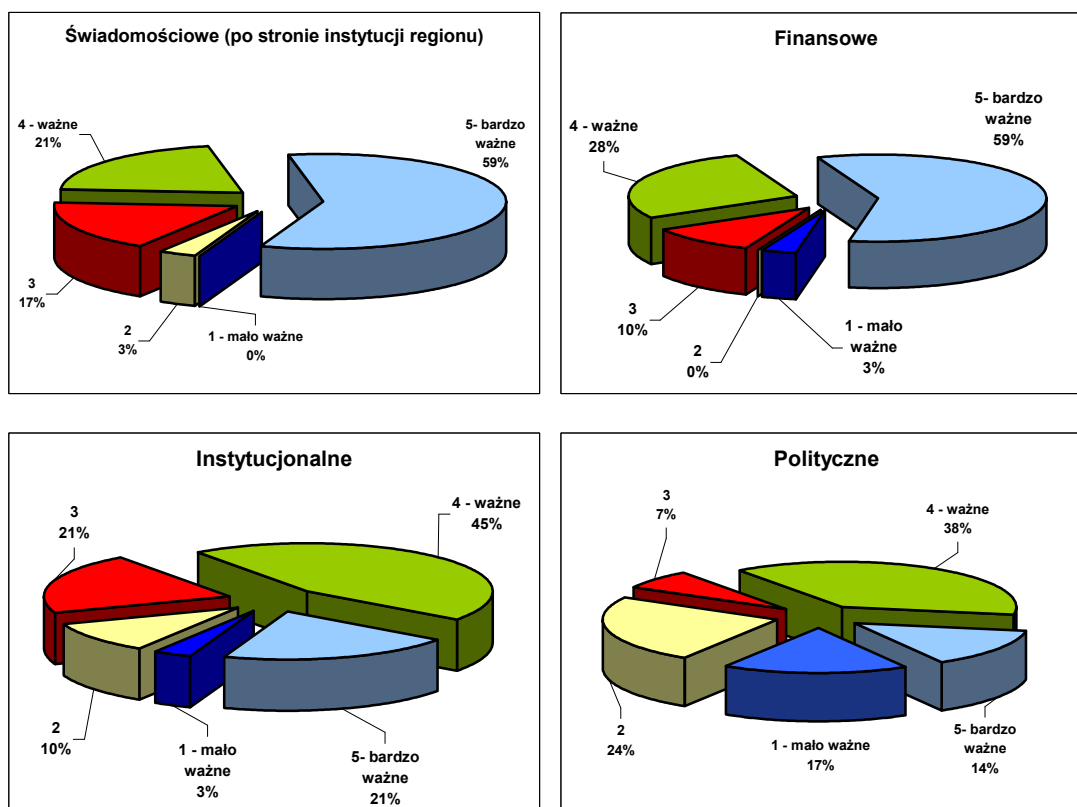 Świadomościowe (po stronie instytucji regionu)
4 - ważne
21%
5- bardzo
ważne
59%
3
17%
2
3%
1 - mało ważne
0%
Finansowe
4 - ważne
28%
5- bardzo
ważne
59%
3
10%
2
0%
1 - mało
ważne
3%
Instytucjonalne
3
21%
4 - ważne
45%
2
10%
1 - mało
ważne
3%
5- bardzo
ważne
21%
Polityczne
3
7%
4 - ważne
38%
2
24%
1 - mało ważne
17%
5- bardzo
ważne
14%